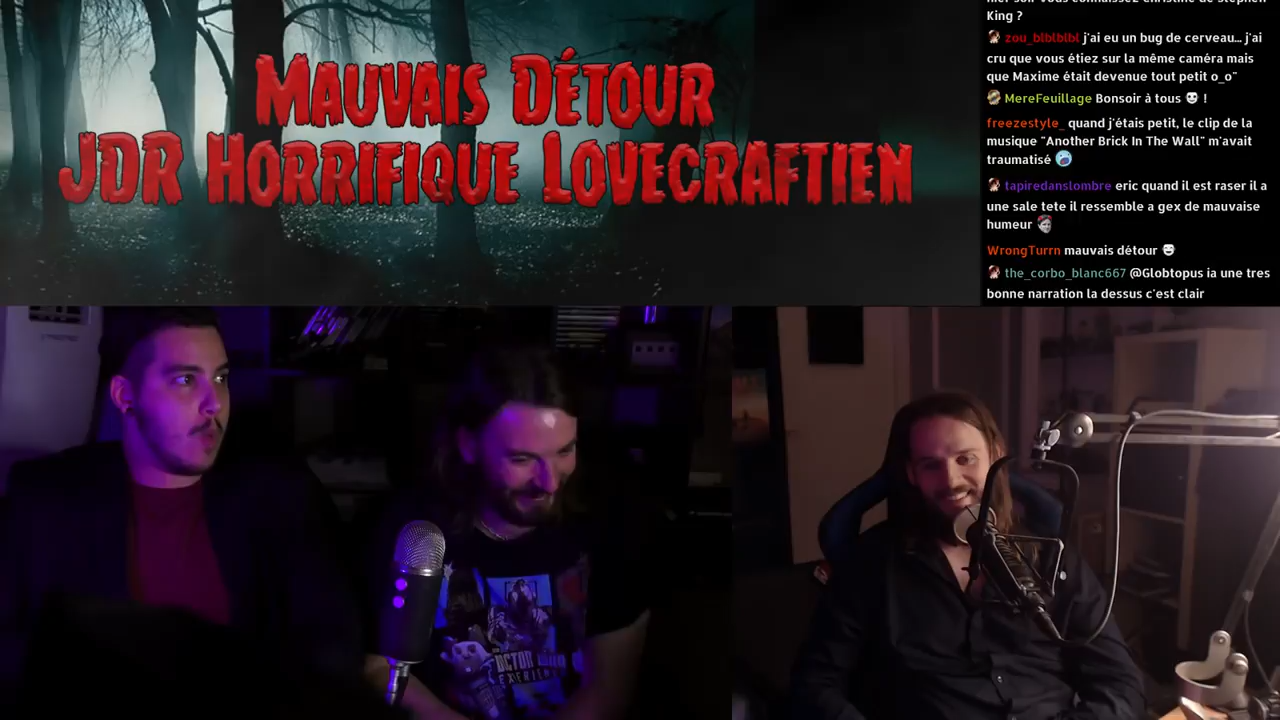 Mauvais Détour
JDR Horrifique Lovecraftien
King ?
zou_blblblbl j'ai eu un bug de cerveau... j'ai
cru que vous étiez sur la même caméra mais
que Maxime était devenue tout petit o_o"
MereFeuillage Bonsoir à tous !
freezestyle_ quand j'étais petit, le clip de la
musique "Another Brick In The Wall" m'avait
traumatisé
tapiredanslombre eric quand il est raser il a
une sale tete il ressemble a gex de mauvaise
humeur
WrongTurrn mauvais détour
the_corbo_blanc667 @Globtopus ia une tres
bonne narration la dessus c'est clair
DOCTOR WHO
EXPERIENCE